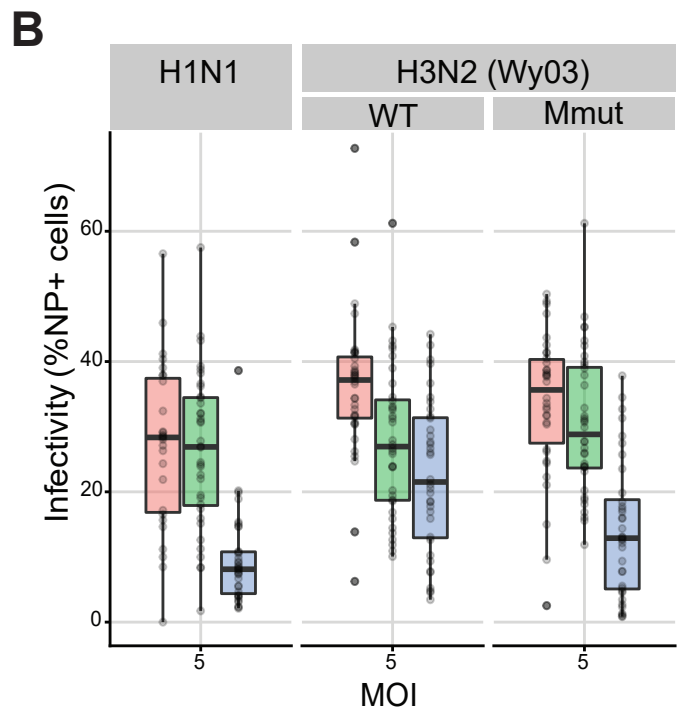 B
H1N1
H3N2 (Wy03)
WT
Mmut
Infectivity (%NP+ cells)
60
40
20
0
5
5
5
MOI